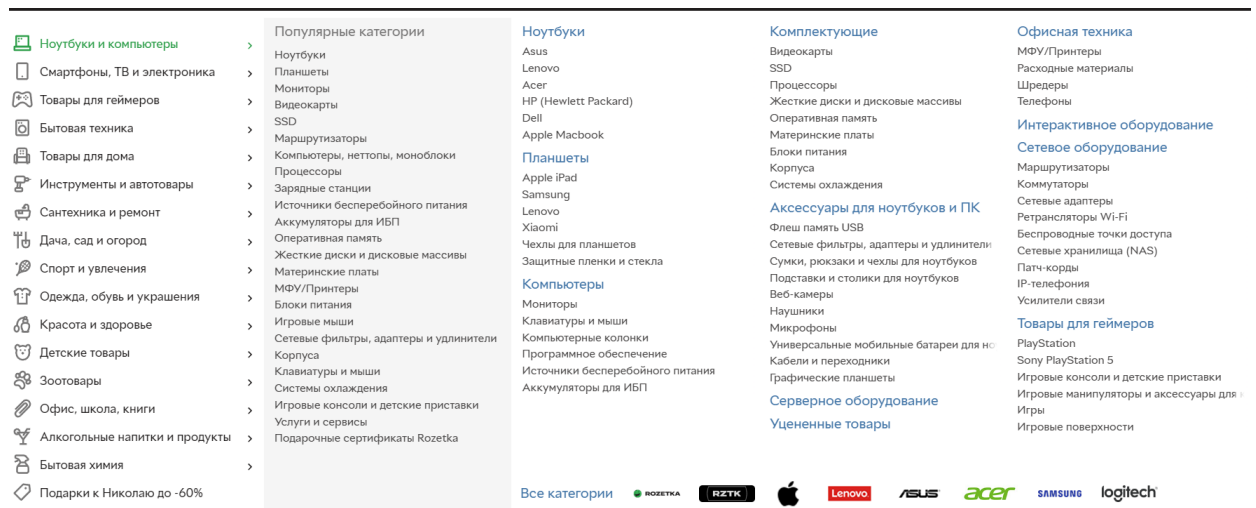 Ноутбуки и компьютеры
Смартфоны, ТВ и электроника
Товары для геймеров
Бытовая техника
Товары для дома
Инструменты и автотовары
Сантехника и ремонт
Дача, сад и огород
Спорт и увлечения
Одежда, обувь и украшения
Красота и здоровье
Детские товары
Зоотовары
Офис, школа, книги
Алкогольные напитки и продукты
Бытовая химия
Подарки к Николаю до -60%
Популярные категории
Ноутбуки
Планшеты
Мониторы
Видеокарты
SSD
Маршрутизаторы
Компьютеры, неттопы, моноблоки
Процессоры
Зарядные станции
Источники бесперебойного питания
Аккумуляторы для ИБП
Оперативная память
Жесткие диски и дисковые массивы
Материнские платы
МФУ/Принтеры
Блоки питания
Игровые мыши
Сетевые фильтры, адаптеры и удлинители
Корпуса
Клавиатуры и мыши
Системы охлаждения
Игровые консоли и детские приставки
Услуги и сервисы
Подарочные сертификаты Rozetka
Ноутбуки
Asus
Lenovo
Acer
HP (Hewlett Packard)
Dell
Apple Macbook
Планшеты
Apple iPad
Samsung
Lenovo
Xiaomi
Чехлы для планшетов
Защитные пленки и стекла
Компьютеры
Мониторы
Клавиатуры и мыши
Компьютерные колонки
Программное обеспечение
Источники бесперебойного питания
Аккумуляторы для ИБП
Комплектующие
Видеокарты
SSD
Процессоры
Жесткие диски и дисковые массивы
Оперативная память
Материнские платы
Блоки питания
Корпуса
Системы охлаждения
Аксессуары для ноутбуков и ПК
Флеш память USB
Сетевые фильтры, адаптеры и удлинители
Сумки, рюкзаки и чехлы для ноутбуков
Подставки и столики для ноутбуков
Веб-камеры
Наушники
Микрофоны
Универсальные мобильные батареи для но
Кабели и переходники
Графические планшеты
Серверное оборудование
Уцененные товары
Офисная техника
МФУ/Принтеры
Расходные материалы
Шредеры
Телефоны
Интерактивное оборудование
Сетевое оборудование
Маршрутизаторы
Коммутаторы
Сетевые адаптеры
Ретрансляторы Wi-Fi
Беспроводные точки доступа
Сетевые хранилища (NAS)
Патч-корды
IP-телефония
Усилители связи
Товары для геймеров
PlayStation
Sony PlayStation 5
Игровые консоли и детские приставки
Игровые манипуляторы и аксессуары для
Игры
Игровые поверхности
Все категории
ROZETKA
RZTK
Lenovo
ASUS
acer
SAMSUNG
logitech